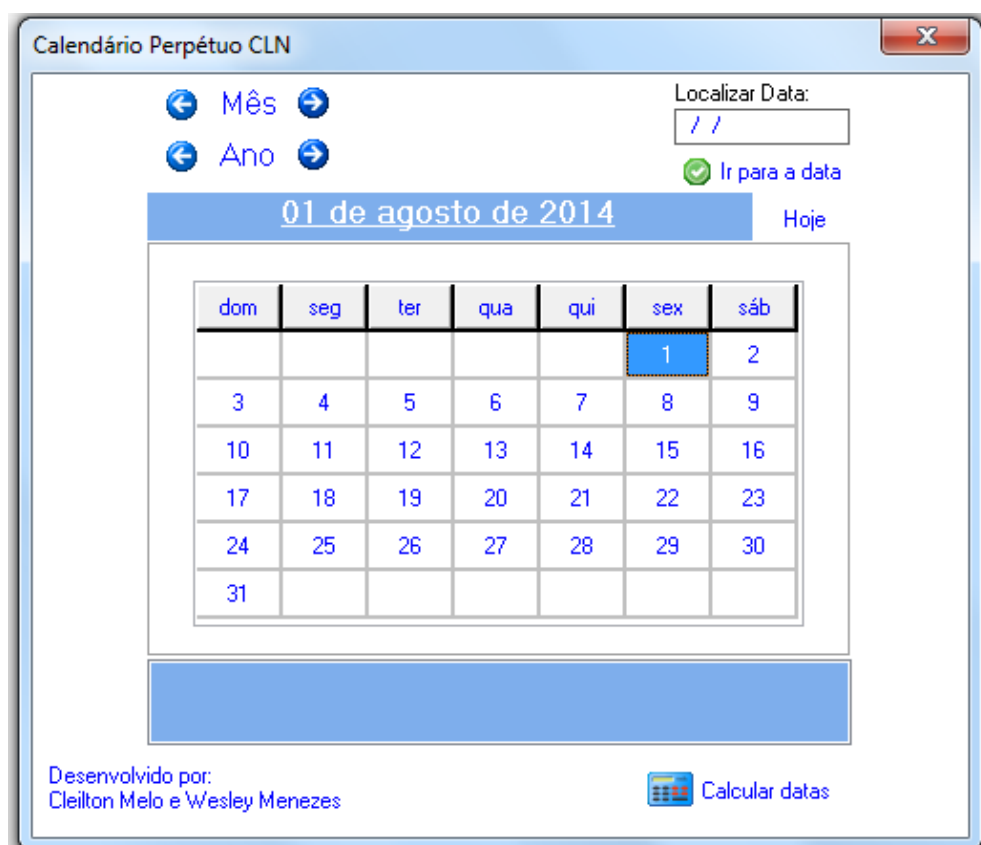 Calendário Perpétuo CLN
Mês
Localizar Data:
/ /
Ano
Ir para a data
01 de agosto de 2014
Hoje
dom seg ter qua qui sex sáb
1 2
3 4 5 6 7 8 9
10 11 12 13 14 15 16
17 18 19 20 21 22 23
24 25 26 27 28 29 30
31
Desenvolvido por:
Cleilton Melo e Wesley Menezes
Calcular datas